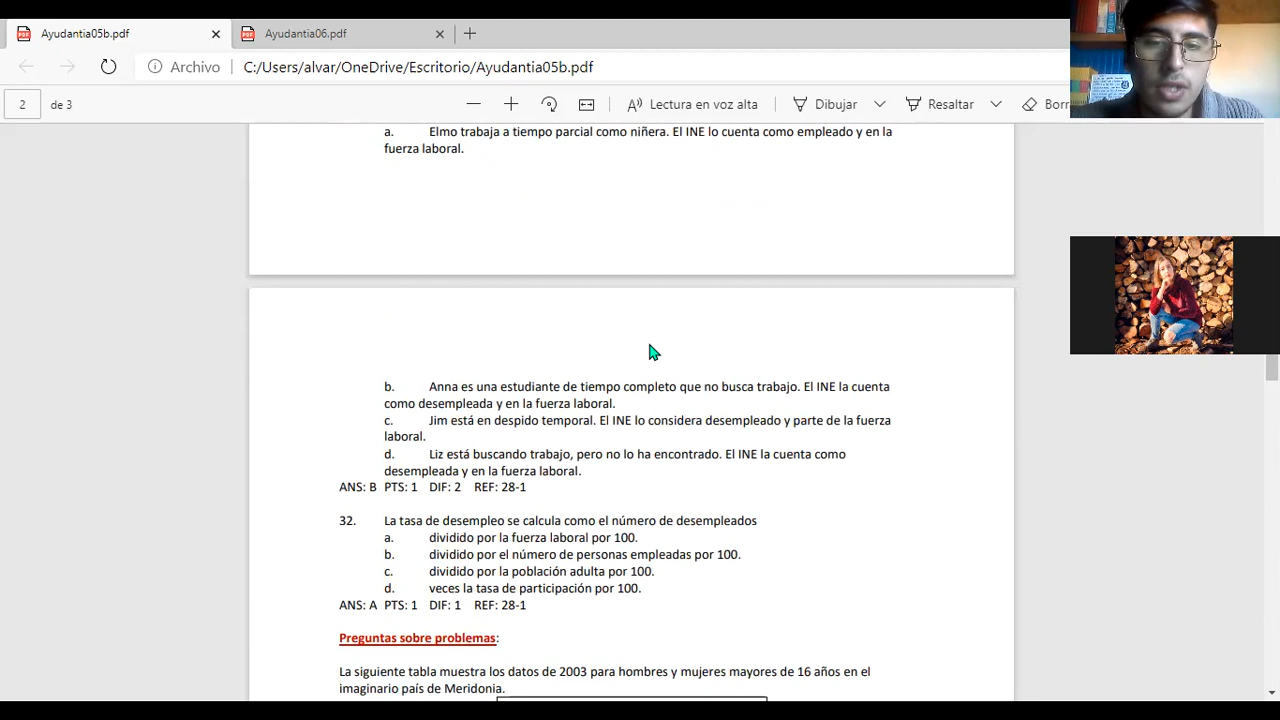 Ayudantia05b.pdf
Ayudantia06.pdf
Archivo C:/Users/alvar/OneDrive/Escritorio/Ayudantia05b.pdf
2 de 3 Lectura en voz alta Dibujar Resaltar Borr
a. Elmo trabaja a tiempo parcial como niñera. El INE lo cuenta como empleado y en la
fuerza laboral.
b. Anna es una estudiante de tiempo completo que no busca trabajo. El INE la cuenta
como desempleada y en la fuerza laboral.
c. Jim está en despido temporal. El INE lo considera desempleado y parte de la fuerza
laboral.
d. Liz está buscando trabajo, pero no lo ha encontrado. El INE la cuenta como
desempleada y en la fuerza laboral.
ANS: B PTS: 1 DIF: 2 REF: 28-1
32. La tasa de desempleo se calcula como el número de desempleados
a. dividido por la fuerza laboral por 100.
b. dividido por el número de personas empleadas por 100.
c. dividido por la población adulta por 100.
d. veces la tasa de participación por 100.
ANS: A PTS: 1 DIF: 1 REF: 28-1
Preguntas sobre problemas:
La siguiente tabla muestra los datos de 2003 para hombres y mujeres mayores de 16 años en el
imaginario país de Meridonia.